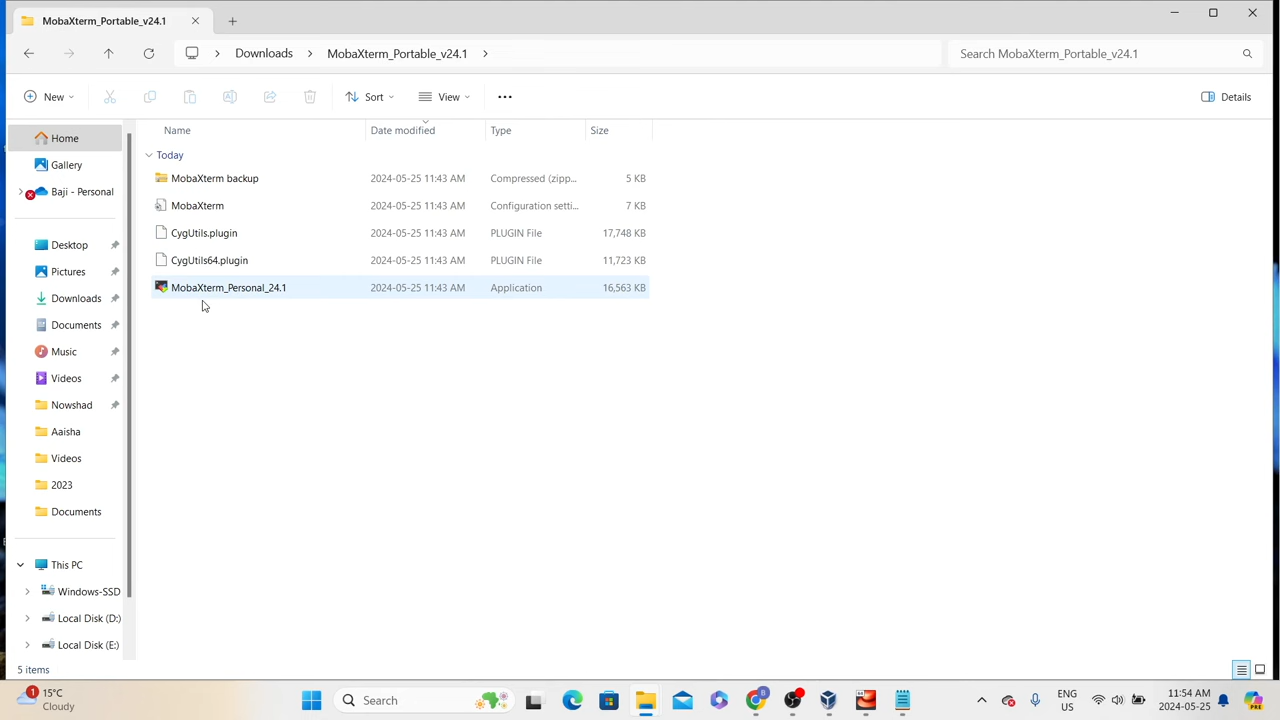 MobaXterm_Portable_v24.1
Downloads MobaXterm_Portable_v24.1 Search MobaXterm_Portable_v24.1
New Sort View Details
Name Date modified Type Size
Today
MobaXterm backup 2024-05-25 11:43 AM Compressed (zipp... 5 KB
MobaXterm 2024-05-25 11:43 AM Configuration setti... 7 KB
CygUtils.plugin 2024-05-25 11:43 AM PLUGIN File 17,748 KB
CygUtils64.plugin 2024-05-25 11:43 AM PLUGIN File 11,723 KB
MobaXterm_Personal_24.1 2024-05-25 11:43 AM Application 16,563 KB
Home
Gallery
Baji - Personal
Desktop
Pictures
Downloads
Documents
Music
Videos
Nowshad
Aaisha
Videos
2023
Documents
This PC
Windows-SSD
Local Disk (D:)
Local Disk (E:)
5 items
1
15°C
Cloudy
Search
ENG
US
11:54 AM
2024-05-25
PRE